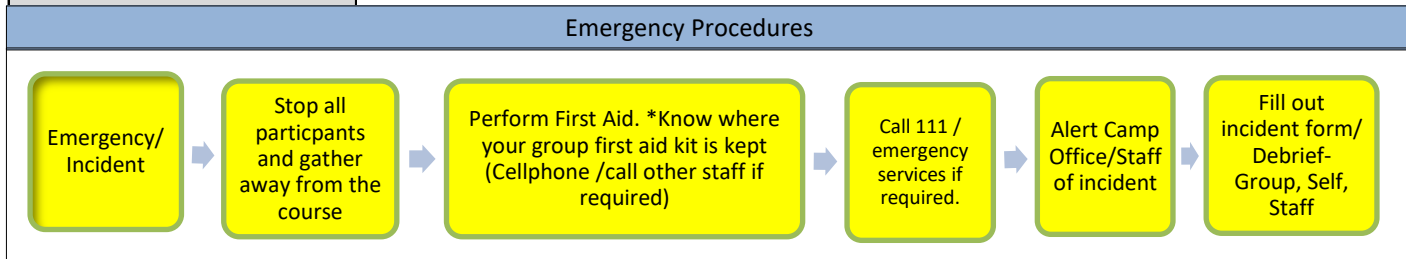 Emergency Procedures
Emergency/
Incident
Stop all
particpants
and gather
away from the
course
Perform First Aid. *Know where
your group first aid kit is kept
(Cellphone /call other staff if
required)
Call 111 /
emergency
services if
required.
Alert Camp
Office/Staff
of incident
Fill out
incident form/
Debrief-
Group, Self,
Staff